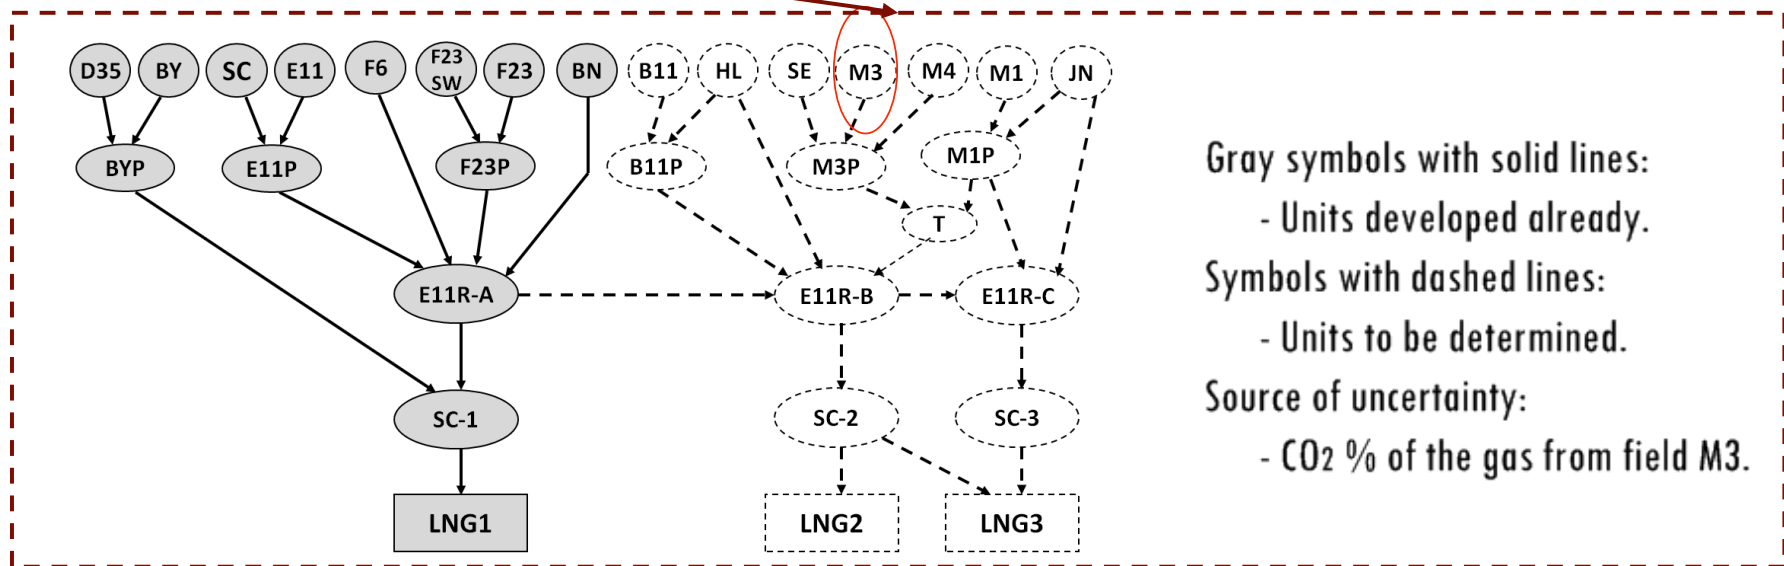 D35 BY SC E11 F6 F23 SW F23 BN B11 HL SE M3 M4 M1 JN
BYP E11P F23P B11P M3P M1P
T
E11R-A E11R-B E11R-C
SC-1 SC-2 SC-3
LNG1 LNG2 LNG3
Gray symbols with solid lines:
- Units developed already.
Symbols with dashed lines:
- Units to be determined.
Source of uncertainty:
- CO2 % of the gas from field M3.